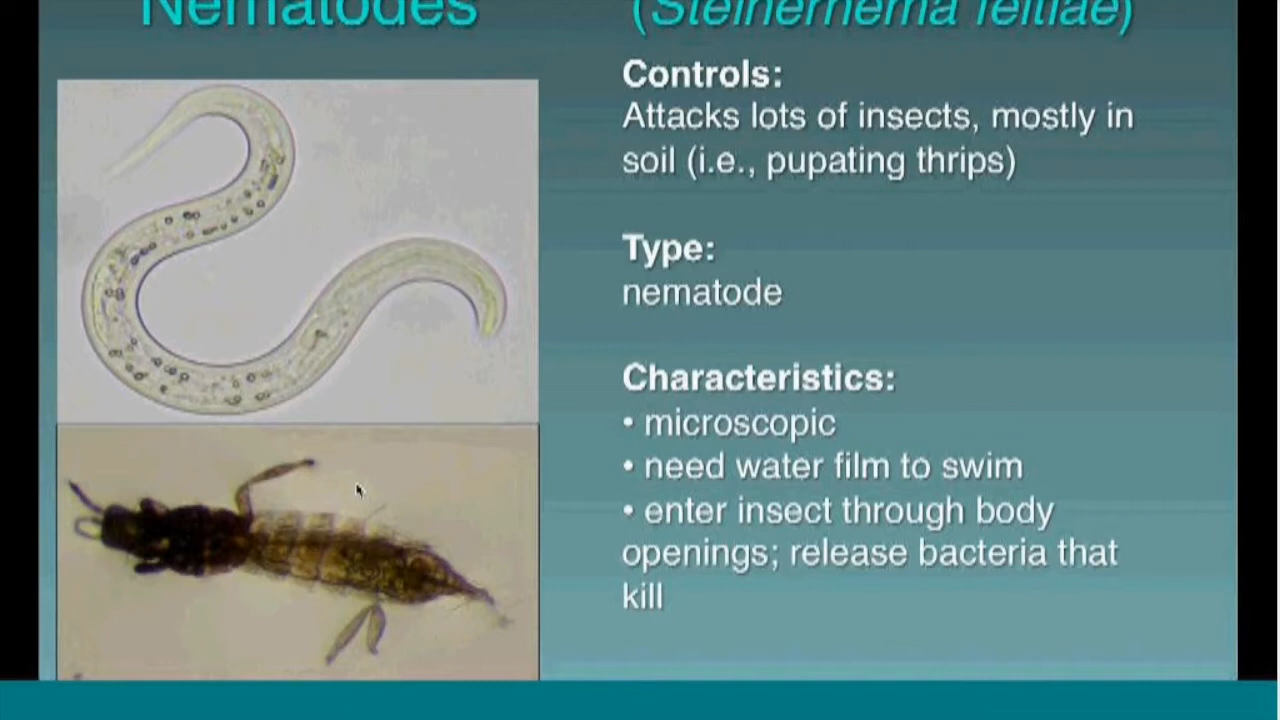 Nematodes (Steinernema feltiae)
Controls:
Attacks lots of insects, mostly in
soil (i.e., pupating thrips)
Type:
nematode
Characteristics:
• microscopic
• need water film to swim
• enter insect through body
openings; release bacteria that
kill